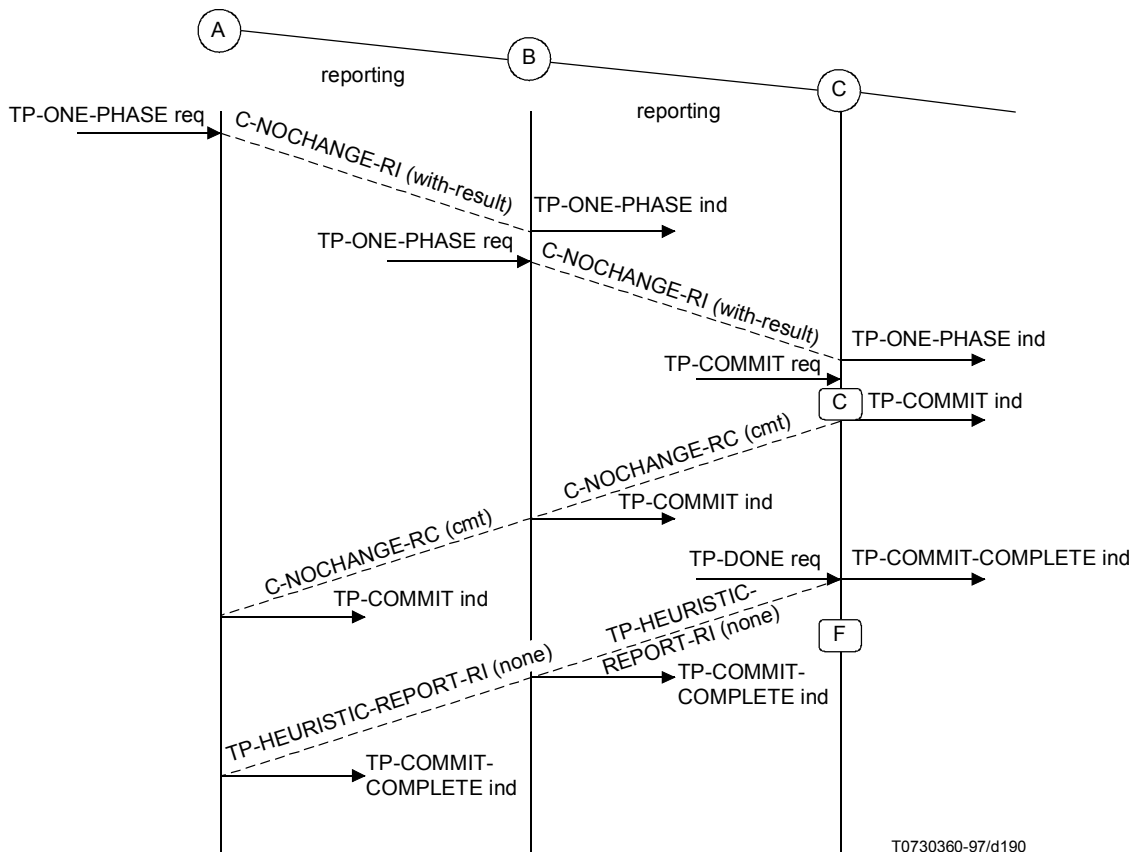 A
B
C
reporting
reporting
TP-ONE-PHASE req
C-NOCHANGE-RI (with-result)
TP-ONE-PHASE ind
TP-ONE-PHASE req
C-NOCHANGE-RI (with-result)
TP-ONE-PHASE ind
TP-COMMIT req
C
TP-COMMIT ind
C-NOCHANGE-RC (cmt)
TP-COMMIT ind
C-NOCHANGE-RC (cmt)
TP-DONE req
TP-COMMIT-COMPLETE ind
TP-COMMIT ind
TP-HEURISTIC-
REPORT-RI (none)
F
TP-HEURISTIC-REPORT-RI (none)
TP-COMMIT-
COMPLETE ind
TP-COMMIT-
COMPLETE ind
T0730360-97/d190